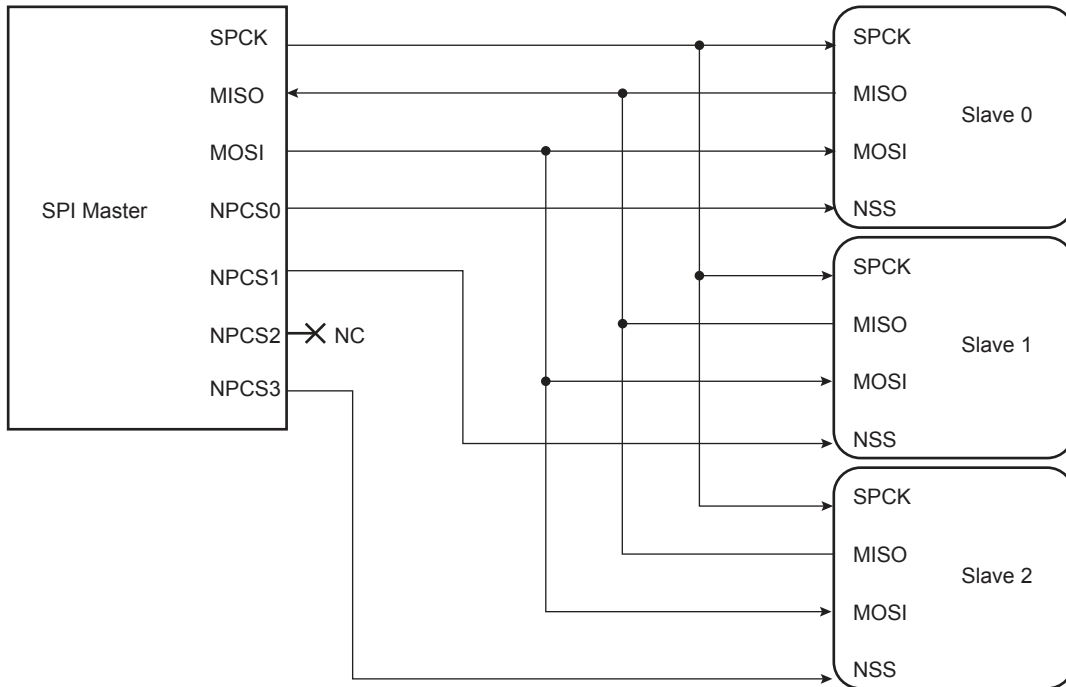 SPCK
MISO
MOSI
SPI Master
NPCS0
NPCS1
NPCS2
NC
NPCS3
SPCK
MISO
Slave 0
MOSI
NSS
SPCK
MISO
Slave 1
MOSI
NSS
SPCK
MISO
Slave 2
MOSI
NSS